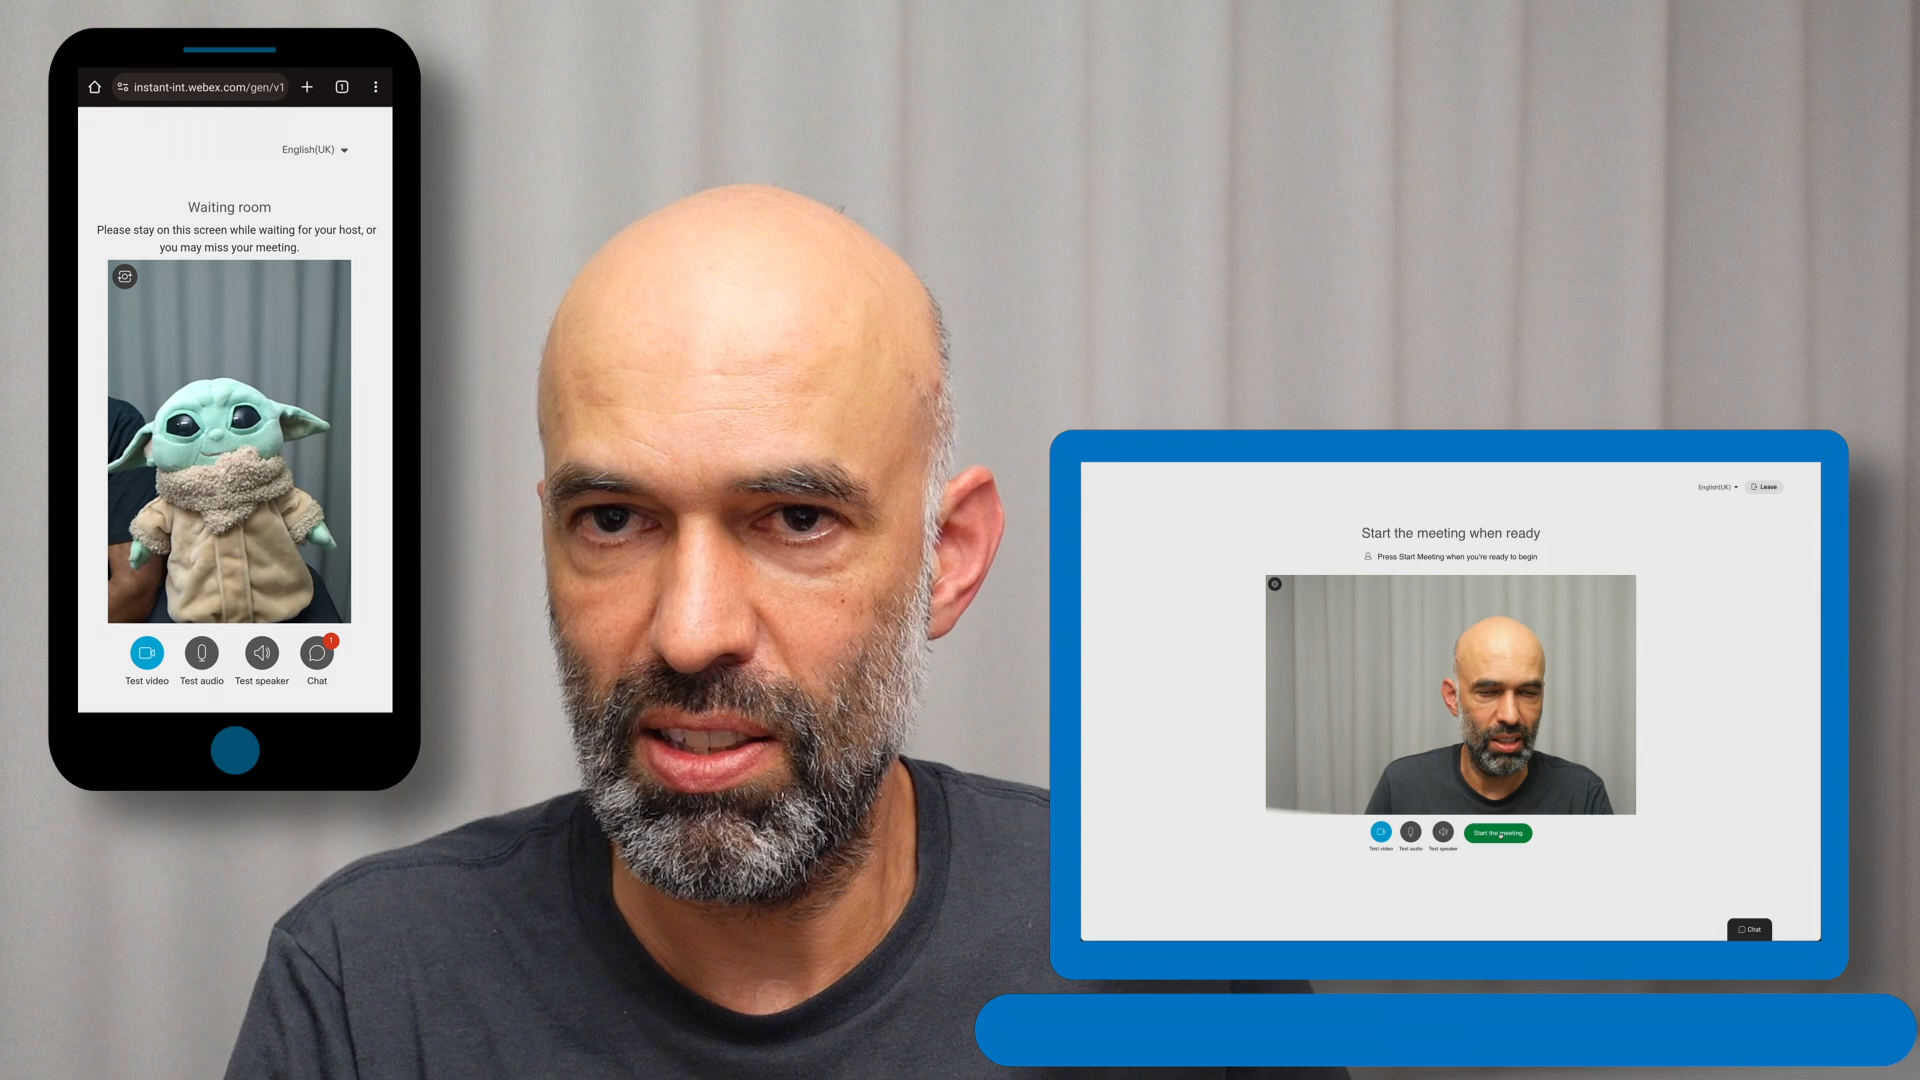 instant-int.webex.com/gen/v1
1
English(UK)
Waiting room
Please stay on this screen while waiting for your host, or
you may miss your meeting.
1
Test video
Test audio
Test speaker
Chat
English(UK)
Leave
Start the meeting when ready
Press Start Meeting when you're ready to begin
Start the meeting
Test video
Test audio
Test speaker
Chat